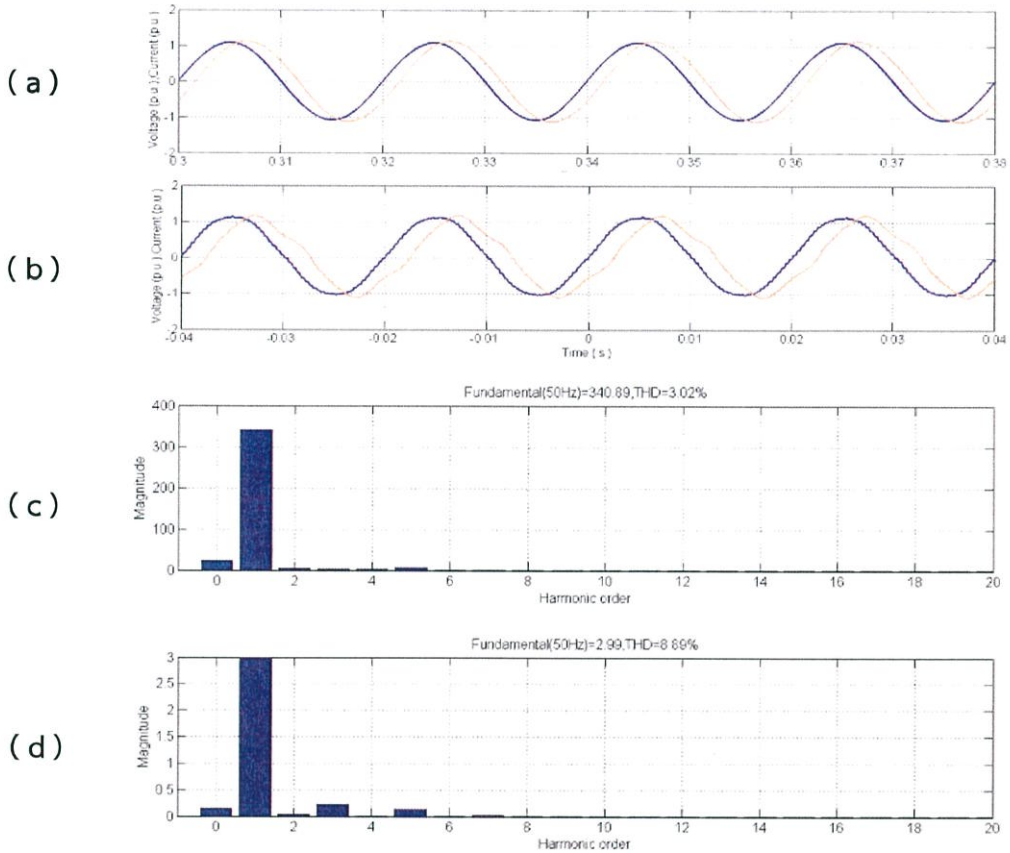 (a)
Voltage (p.u.),Current (p.u)
2
1
0
-1
-2
0.3 0.31 0.32 0.33 0.34 0.35 0.36 0.37 0.38
(b)
Voltage (p.u.),Current (p.u)
2
1
0
-1
-2
-0.04 -0.03 -0.02 -0.01 0 0.01 0.02 0.03 0.04
Time ( s )
(c)
Fundamental(50Hz)=340.89,THD=3.02%
Magnitude
400
300
200
100
0
0 2 4 6 8 10 12 14 16 18 20
Harmonic order
(d)
Fundamental(50Hz)=2.99,THD=8.89%
Magnitude
3
2.5
2
1.5
1
0.5
0
0 2 4 6 8 10 12 14 16 18 20
Harmonic order